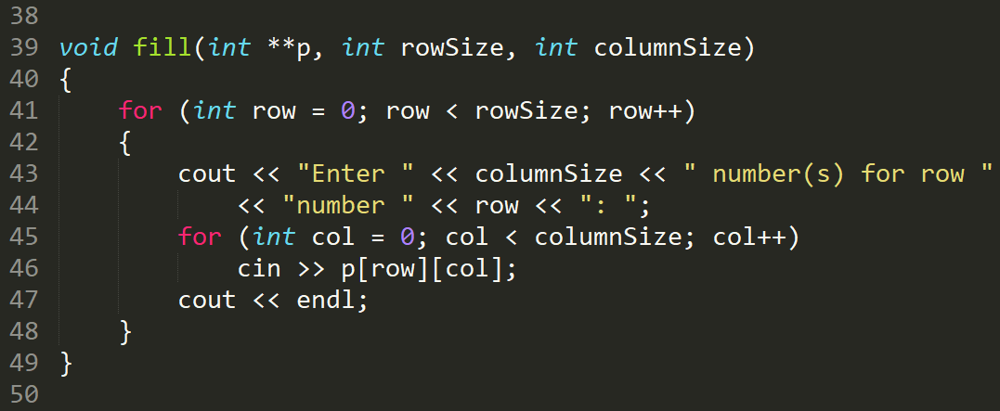 38
39 void fill(int **p, int rowSize, int columnSize)
40 {
41     for (int row = 0; row < rowSize; row++)
42     {
43         cout << "Enter " << columnSize << " number(s) for row "
44             << "number " << row << ": ";
45         for (int col = 0; col < columnSize; col++)
46             cin >> p[row][col];
47         cout << endl;
48     }
49 }
50